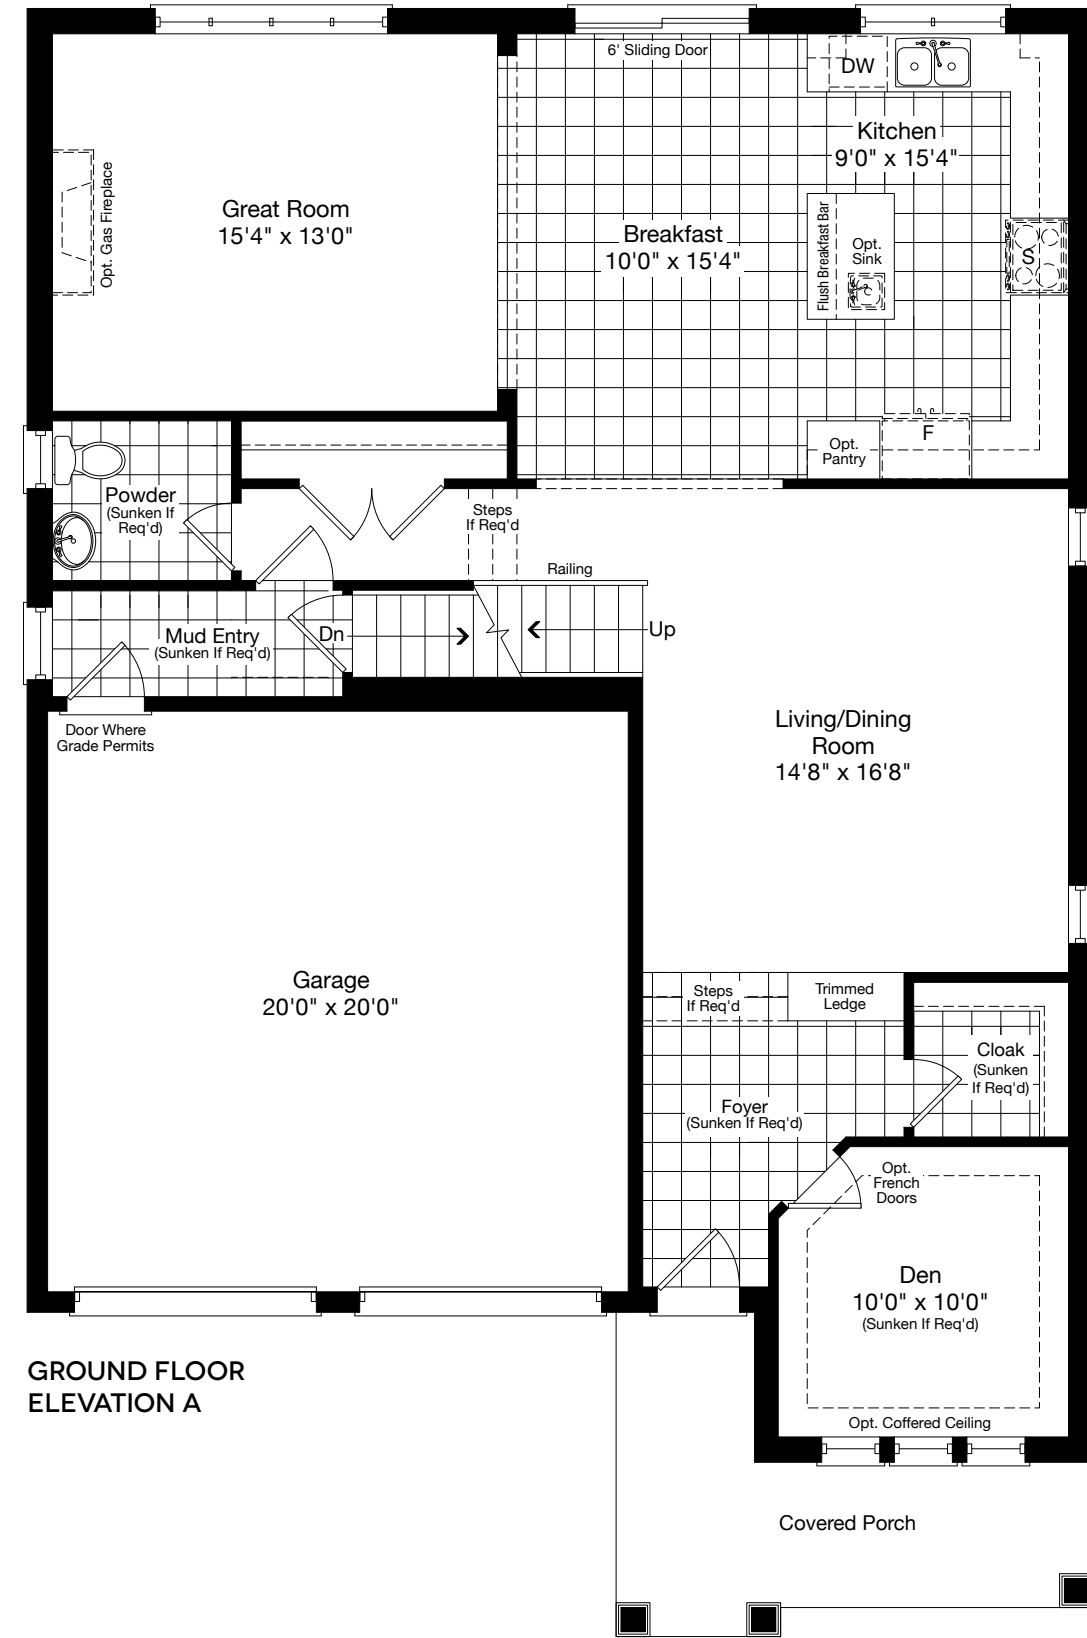 6' Sliding Door
DW
Kitchen
9'0" x 15'4"
Great Room
15'4" x 13'0"
Opt. Gas Fireplace
Breakfast
10'0" x 15'4"
Flush Breakfast Bar
Opt.
Sink
S
Opt.
Pantry
F
Powder
(Sunken If
Req'd)
Steps
If Req'd
Railing
Mud Entry
(Sunken If Req'd)
Dn
Up
Door Where
Grade Permits
Living/Dining
Room
14'8" x 16'8"
Garage
20'0" x 20'0"
Steps
If Req'd
Trimmed
Ledge
Cloak
(Sunken
If Req'd)
Foyer
(Sunken If Req'd)
Opt.
French
Doors
Den
10'0" x 10'0"
(Sunken If Req'd)
Opt. Coffered Ceiling
GROUND FLOOR
ELEVATION A
Covered Porch